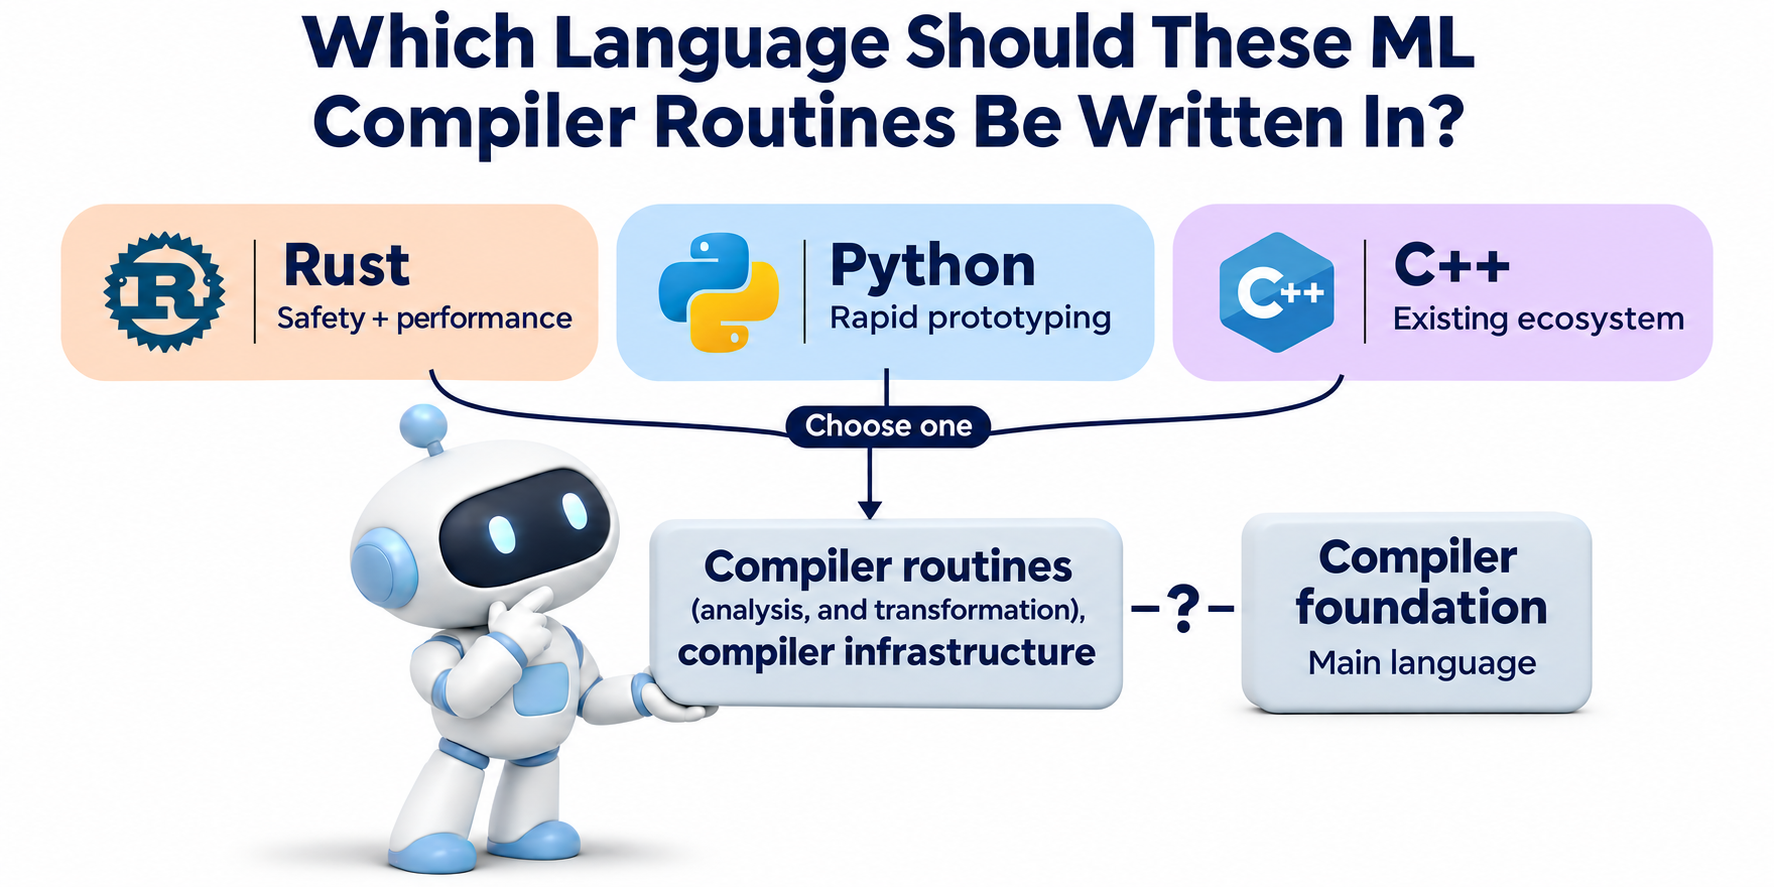 Which Language Should These ML
Compiler Routines Be Written In?
R
Rust
Safety + performance
Python
Rapid prototyping
C++
C++
Existing ecosystem
Choose one
Compiler routines
(analysis, and transformation),
compiler infrastructure
–?–
Compiler
foundation
Main language